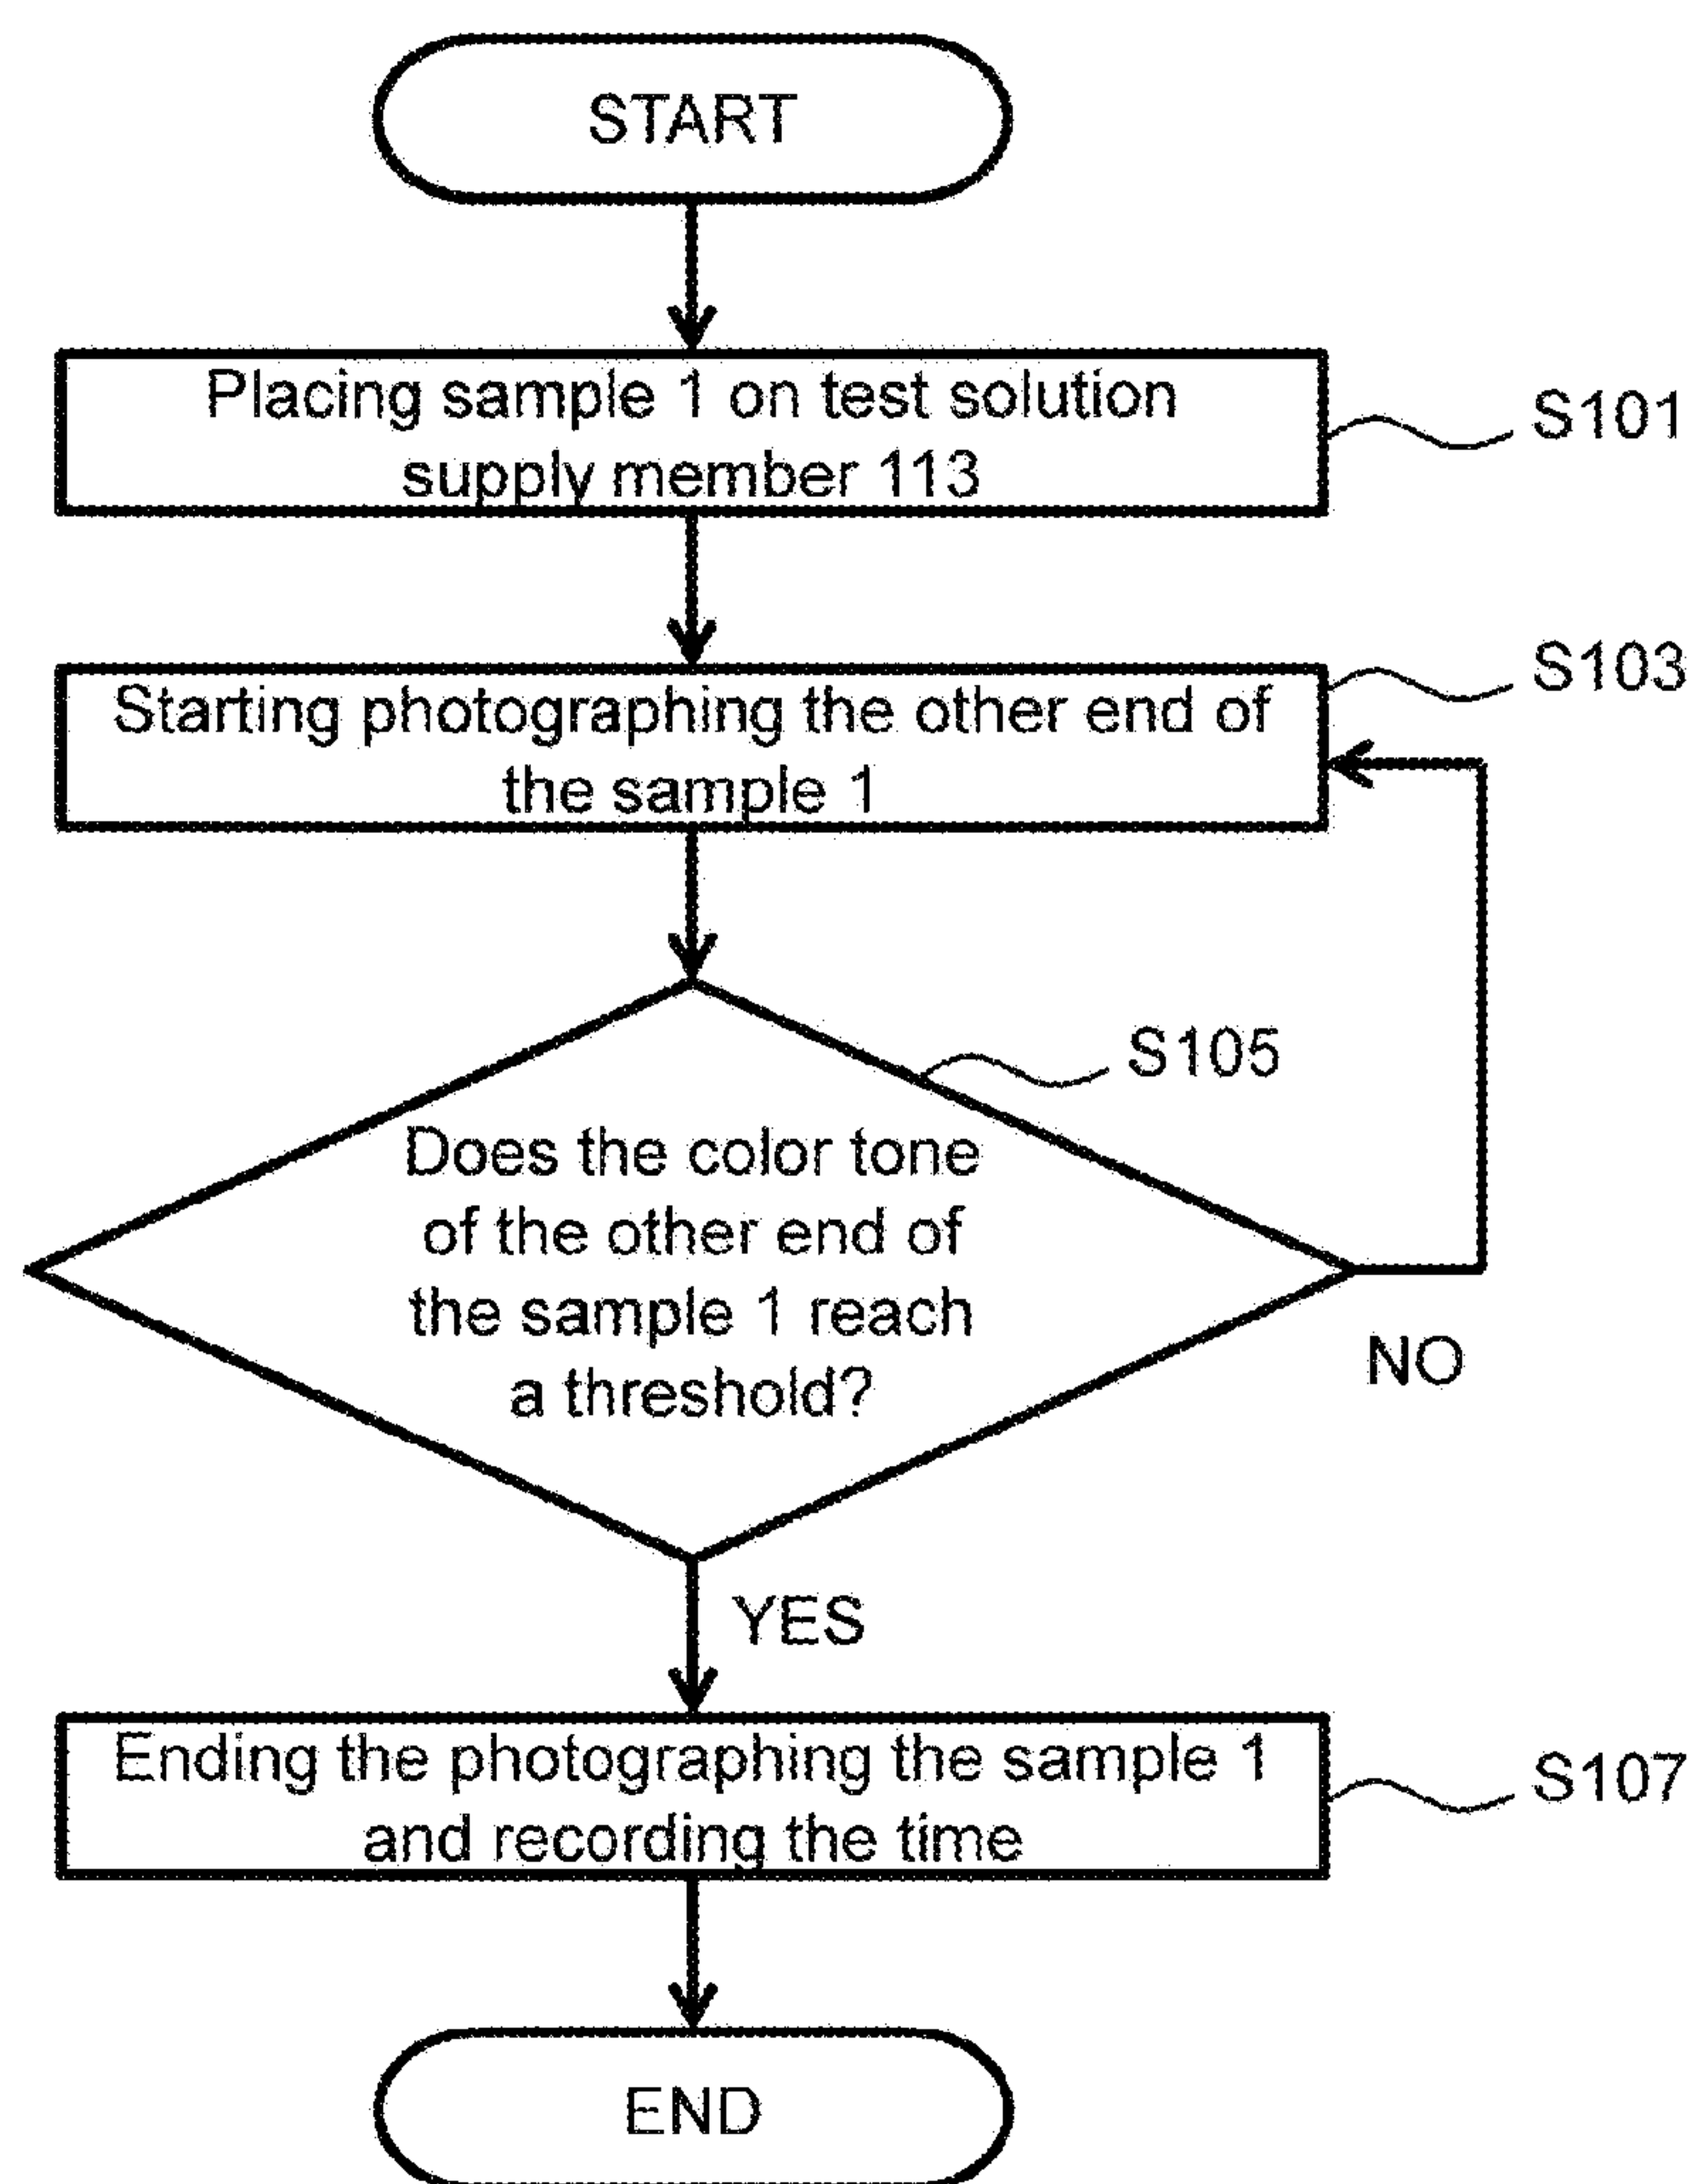 START
Placing sample 1 on test solution
supply member 113
S101
S103
Starting photographing the other end of
the sample 1
S105
Does the color tone
of the other end of
the sample 1 reach
a threshold?
NO
YES
Ending the photographing the sample 1
and recording the time
S107
END